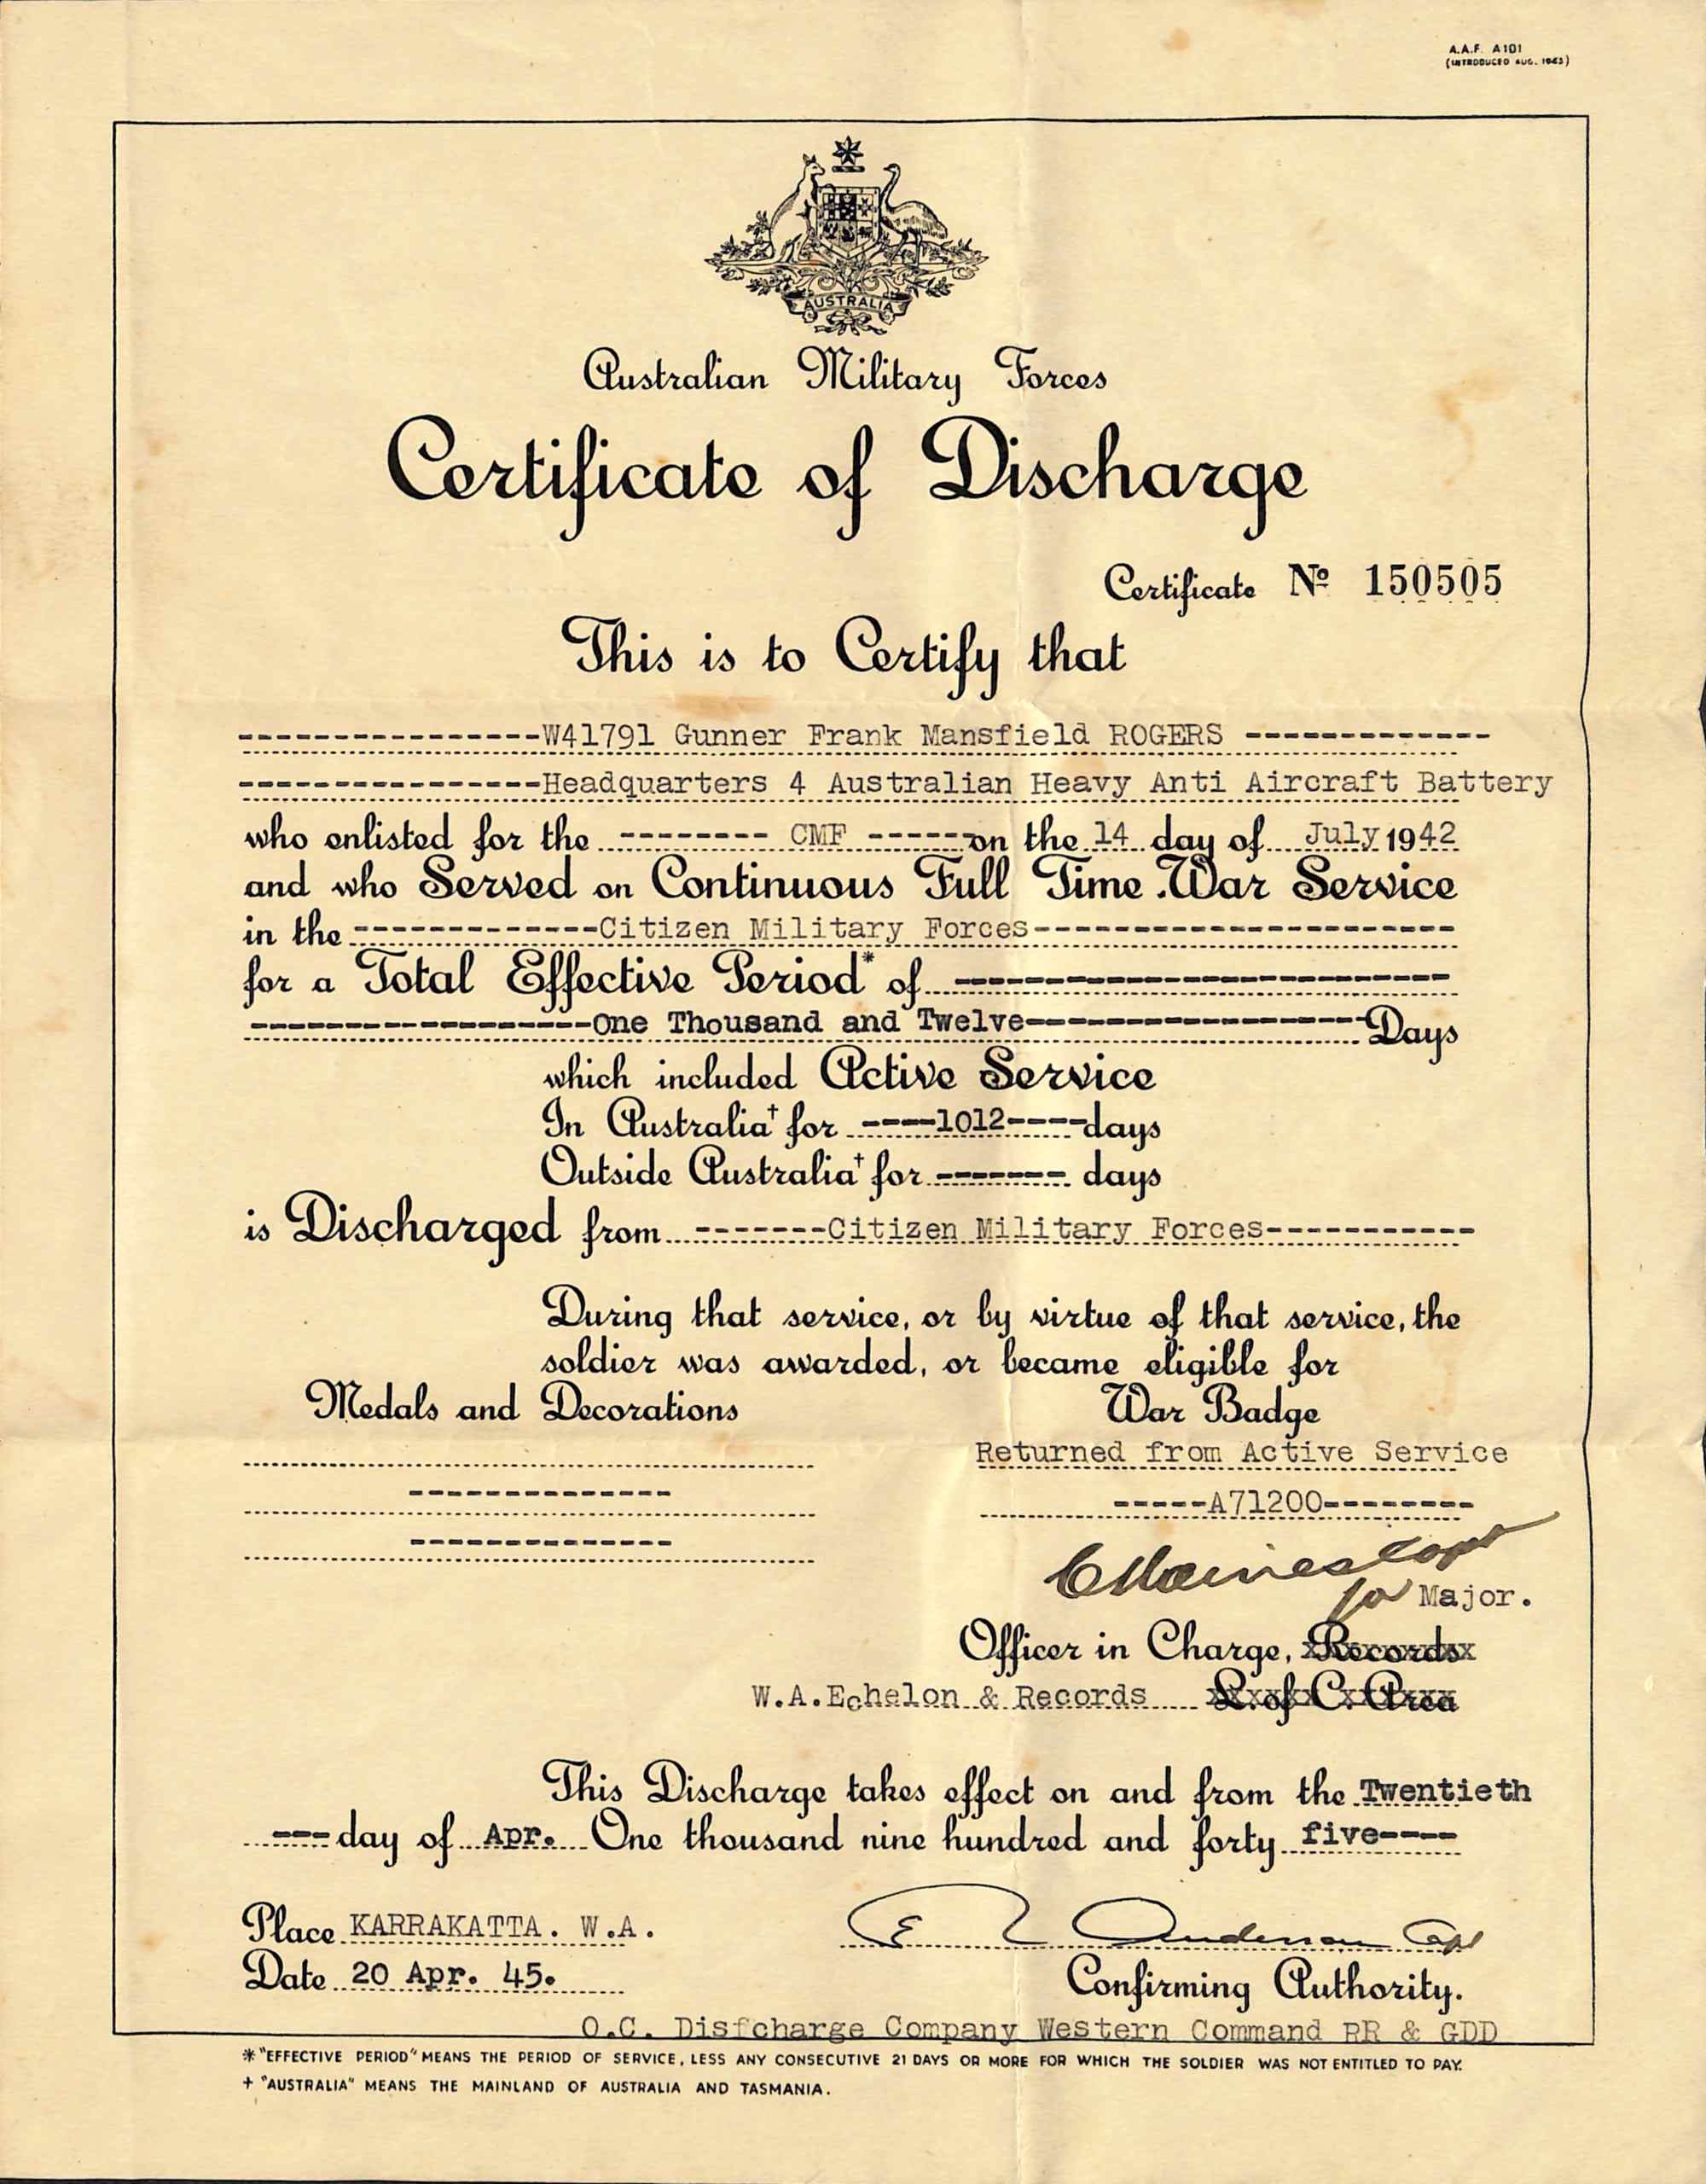 A.A.F. A101
(INTRODUCED AUG. 1943)
AUSTRALIA
Australian Military Forces
Certificate of Discharge
Certificate No 150505
This is to Certify that
----------------W41791 Gunner Frank Mansfield ROGERS -------------
----------------Headquarters 4 Australian Heavy Anti Aircraft Battery
who enlisted for the -------- CMF ------on the 14 day of July 1942
and who Served on Continuous Full Time War Service
in the -------------Citizen Military Forces----------------------
for a Total Effective Period* of --------------------------
------------------One Thousand and Twelve------------------Days
which included Active Service
In Australia† for ----1012----days
Outside Australia† for ------- days
is Discharged from -------Citizen Military Forces-----------
During that service, or by virtue of that service, the
soldier was awarded, or became eligible for
Medals and Decorations War Badge
Returned from Active Service
-------------- -----A71200--------
--------------
Capt
for Major.
Officer in Charge, Records
W.A.Echelon & Records L. of C. Area
This Discharge takes effect on and from the Twentieth
--- day of Apr. One thousand nine hundred and forty five----
Place KARRAKATTA. W.A. E Anderson Capt
Date 20 Apr. 45. Confirming Authority.
O.C. Disfcharge Company Western Command RR & GDD
* "EFFECTIVE PERIOD" MEANS THE PERIOD OF SERVICE, LESS ANY CONSECUTIVE 21 DAYS OR MORE FOR WHICH THE SOLDIER WAS NOT ENTITLED TO PAY.
+ "AUSTRALIA" MEANS THE MAINLAND OF AUSTRALIA AND TASMANIA.